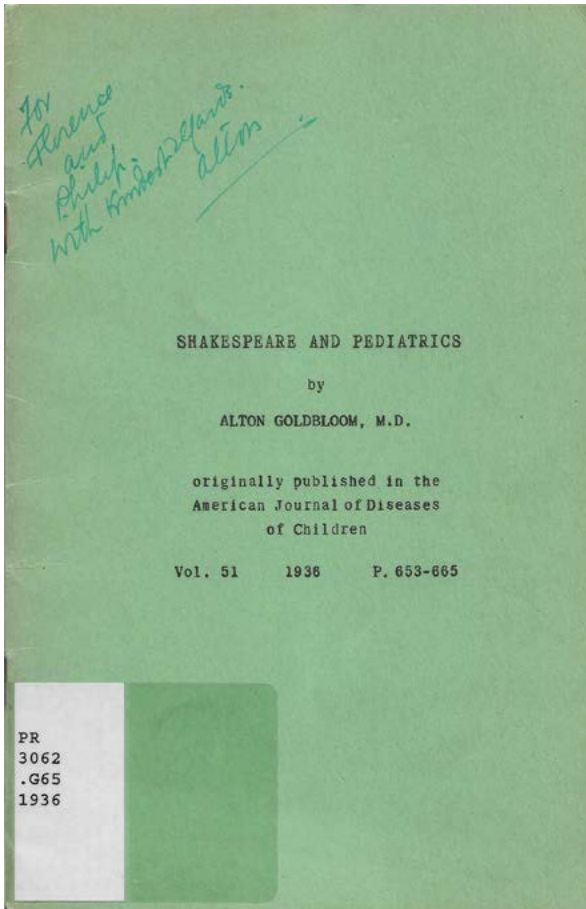 For
Florence
and
Philip.
with kindest regards.
Alton
SHAKESPEARE AND PEDIATRICS
by
ALTON GOLDBLOOM, M.D.
originally published in the
American Journal of Diseases
of Children
Vol. 51 1936 P. 653-665
PR
3062
.G65
1936